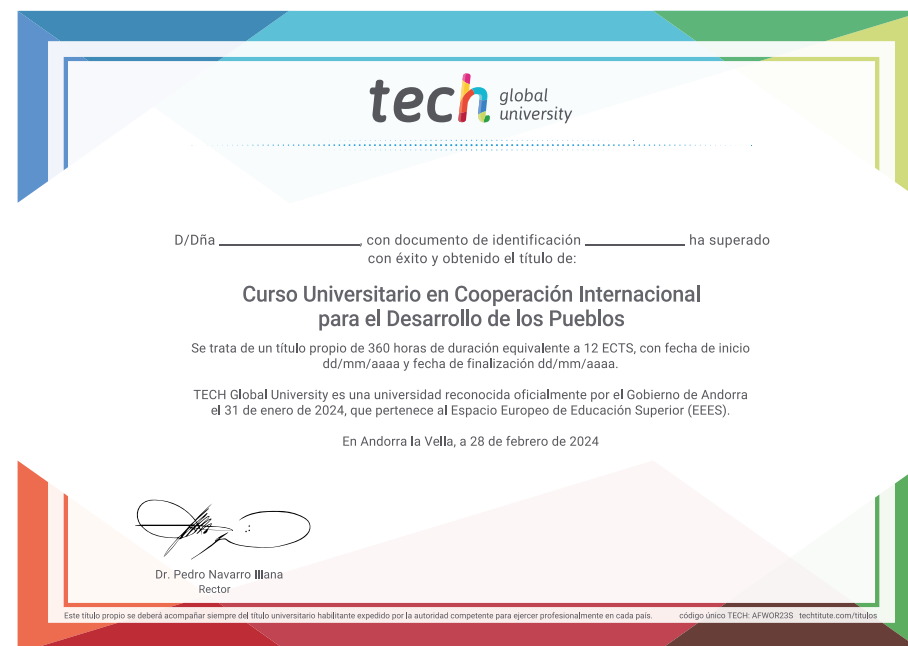 tech global university
D/Dña ____________________, con documento de identificación ______________ ha superado
con éxito y obtenido el título de:
Curso Universitario en Cooperación Internacional
para el Desarrollo de los Pueblos
Se trata de un título propio de 360 horas de duración equivalente a 12 ECTS, con fecha de inicio
dd/mm/aaaa y fecha de finalización dd/mm/aaaa.
TECH Global University es una universidad reconocida oficialmente por el Gobierno de Andorra
el 31 de enero de 2024, que pertenece al Espacio Europeo de Educación Superior (EEES).
En Andorra la Vella, a 28 de febrero de 2024
Dr. Pedro Navarro Illana
Rector
Este título propio se deberá acompañar siempre del título universitario habilitante expedido por la autoridad competente para ejercer profesionalmente en cada país. código único TECH: AFWOR23S techtitute.com/titulos